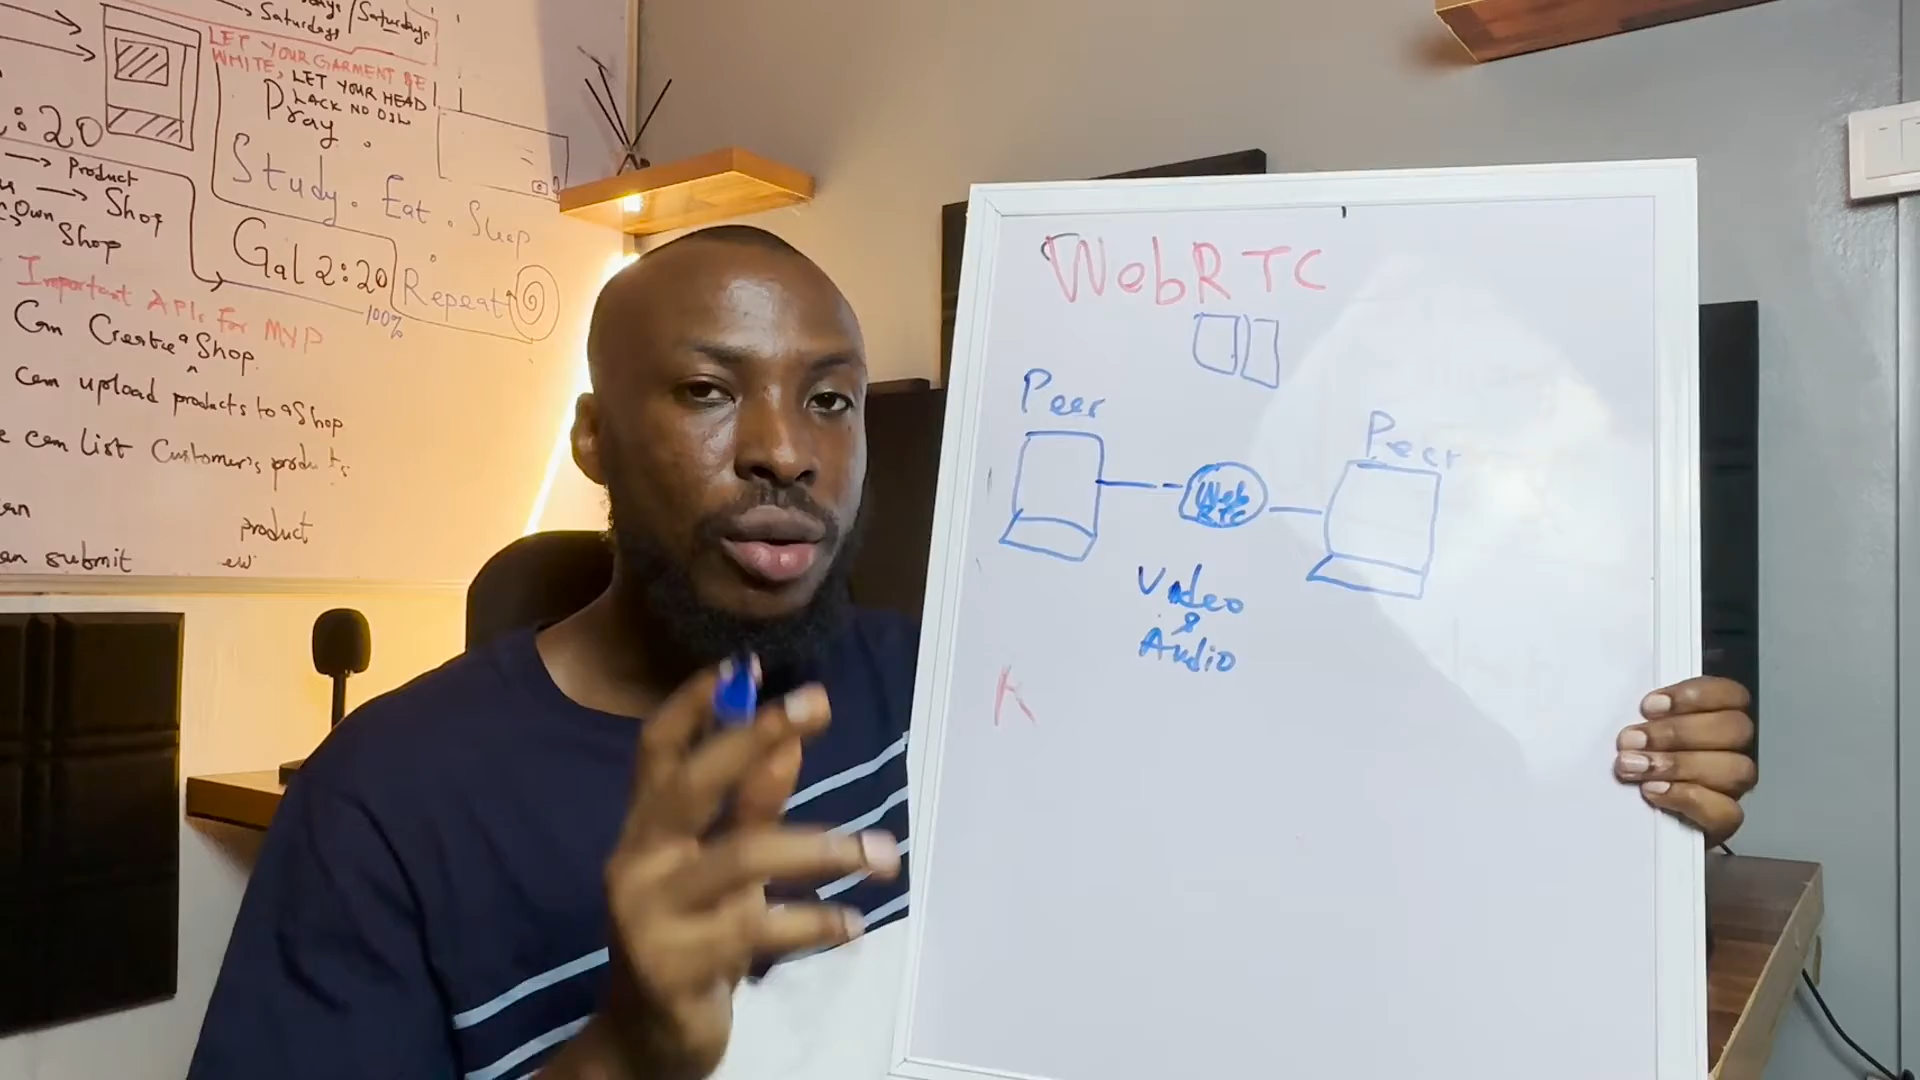 Saturdays
/Saturdays
LET YOUR GARMENT BE
WHITE, LET YOUR HEAD
LACK NO OIL
Pray .
Study . Eat . Sleep
:20
→ Product
→ Shop
Own
Shop
Gal 2:20
Repeat
100%
Important APIs For MVP
Can Create a Shop
can upload products to a Shop
can list Customer's products
product
submit
WebRTC
Peer
Peer
Web
RTC
Video
&
Audio
K